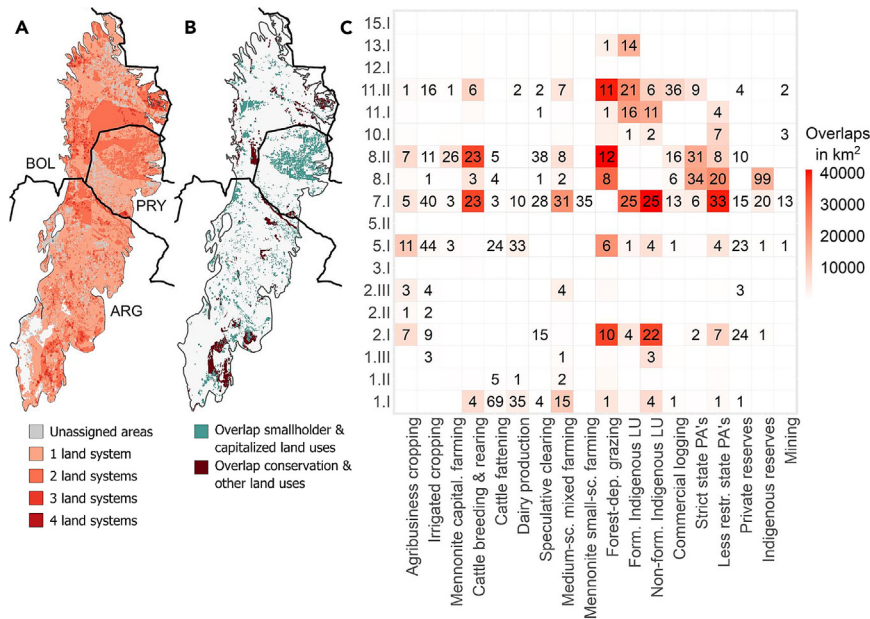 A
B
C
BOL
PRY
ARG
Unassigned areas
1 land system
2 land systems
3 land systems
4 land systems
Overlap smallholder &
capitalized land uses
Overlap conservation &
other land uses
15.I
13.I 1 14
12.I
11.II 1 16 1 6 2 2 7 11 21 6 36 9 4 2
11.I 1 1 16 11 4
10.I 1 2 7 3
8.II 7 11 26 23 5 38 8 12 16 31 8 10
8.I 1 3 4 1 2 8 6 34 20 99
7.I 5 40 3 23 3 10 28 31 35 25 25 13 6 33 15 20 13
5.II
5.I 11 44 3 24 33 6 1 4 1 4 23 1 1
3.I
2.III 3 4 4 3
2.II 1 2
2.I 7 9 15 10 4 22 2 7 24 1
1.III 3 1 3
1.II 5 1 2
1.I 4 69 35 4 15 1 4 1 1 1
Agribusiness cropping
Irrigated cropping
Mennonite capital. farming
Cattle breeding & rearing
Cattle fattening
Dairy production
Speculative clearing
Medium-sc. mixed farming
Mennonite small-sc. farming
Forest-dep. grazing
Form. Indigenous LU
Non-form. Indigenous LU
Commercial logging
Strict state PA's
Less restr. state PA's
Private reserves
Indigenous reserves
Mining
Overlaps
in km²
40000
30000
20000
10000